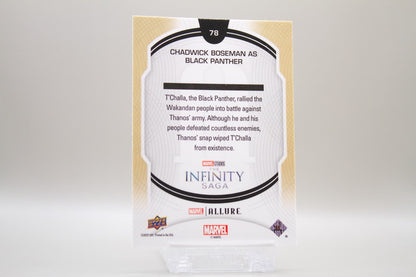 78
CHADWICK BOSEMAN AS
BLACK PANTHER
T'Challa, the Black Panther, rallied the
Wakandan people into battle against
Thanos' army. Although he and his
people defeated countless enemies,
Thanos' snap wiped T'Challa
from existence.
MARVEL STUDIOS
THE
INFINITY
SAGA
MARVEL ALLURE
MARVEL
© MARVEL